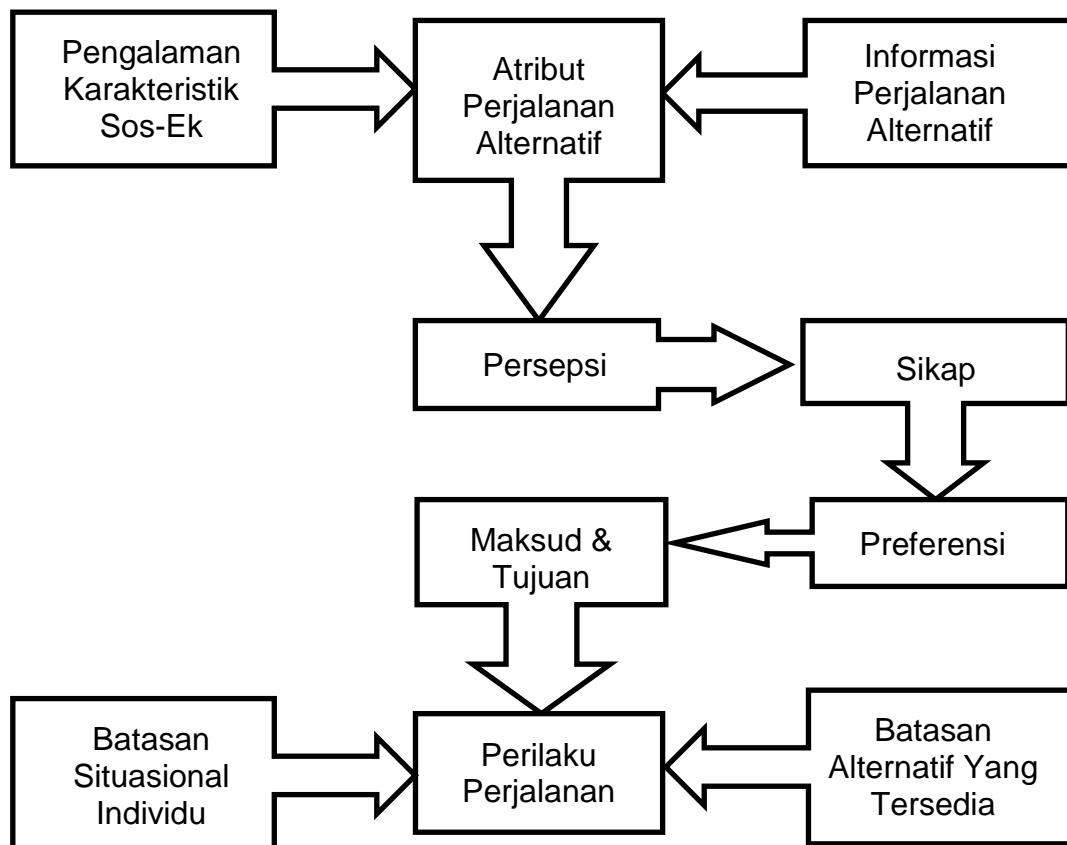 Pengalaman
Karakteristik
Sos-Ek
Atribut
Perjalanan
Alternatif
Informasi
Perjalanan
Alternatif
Persepsi
Sikap
Maksud &
Tujuan
Preferensi
Batasan
Situasional
Individu
Perilaku
Perjalanan
Batasan
Alternatif Yang
Tersedia